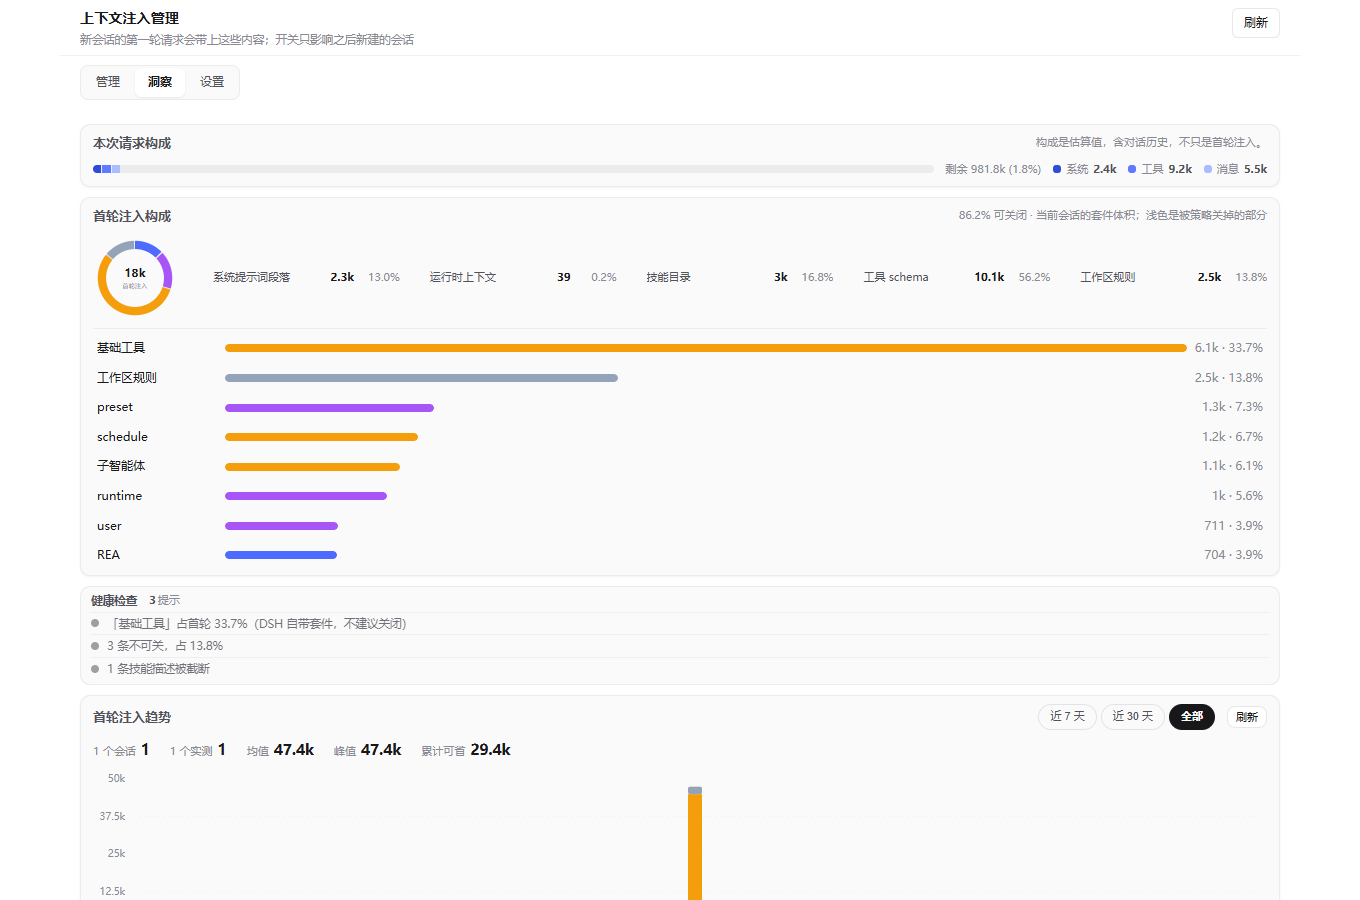 上下文注入管理
新会话的第一轮请求会带上这些内容；开关只影响之后新建的会话
刷新
管理 洞察 设置
本次请求构成
构成是估算值，含对话历史，不只是首轮注入。
剩余 981.8k (1.8%) 系统 2.4k 工具 9.2k 消息 5.5k
首轮注入构成
86.2% 可关闭 · 当前会话的套件体积；浅色是被策略关掉的部分
18k
首轮注入
系统提示词段落 2.3k 13.0% 运行时上下文 39 0.2% 技能目录 3k 16.8% 工具 schema 10.1k 56.2% 工作区规则 2.5k 13.8%
基础工具 6.1k · 33.7%
工作区规则 2.5k · 13.8%
preset 1.3k · 7.3%
schedule 1.2k · 6.7%
子智能体 1.1k · 6.1%
runtime 1k · 5.6%
user 711 · 3.9%
REA 704 · 3.9%
健康检查 3 提示
「基础工具」占首轮 33.7%（DSH 自带套件，不建议关闭）
3 条不可关，占 13.8%
1 条技能描述被截断
首轮注入趋势
近 7 天 近 30 天 全部 刷新
1 个会话 1 1 个实测 1 均值 47.4k 峰值 47.4k 累计可首 29.4k
50k
37.5k
25k
12.5k